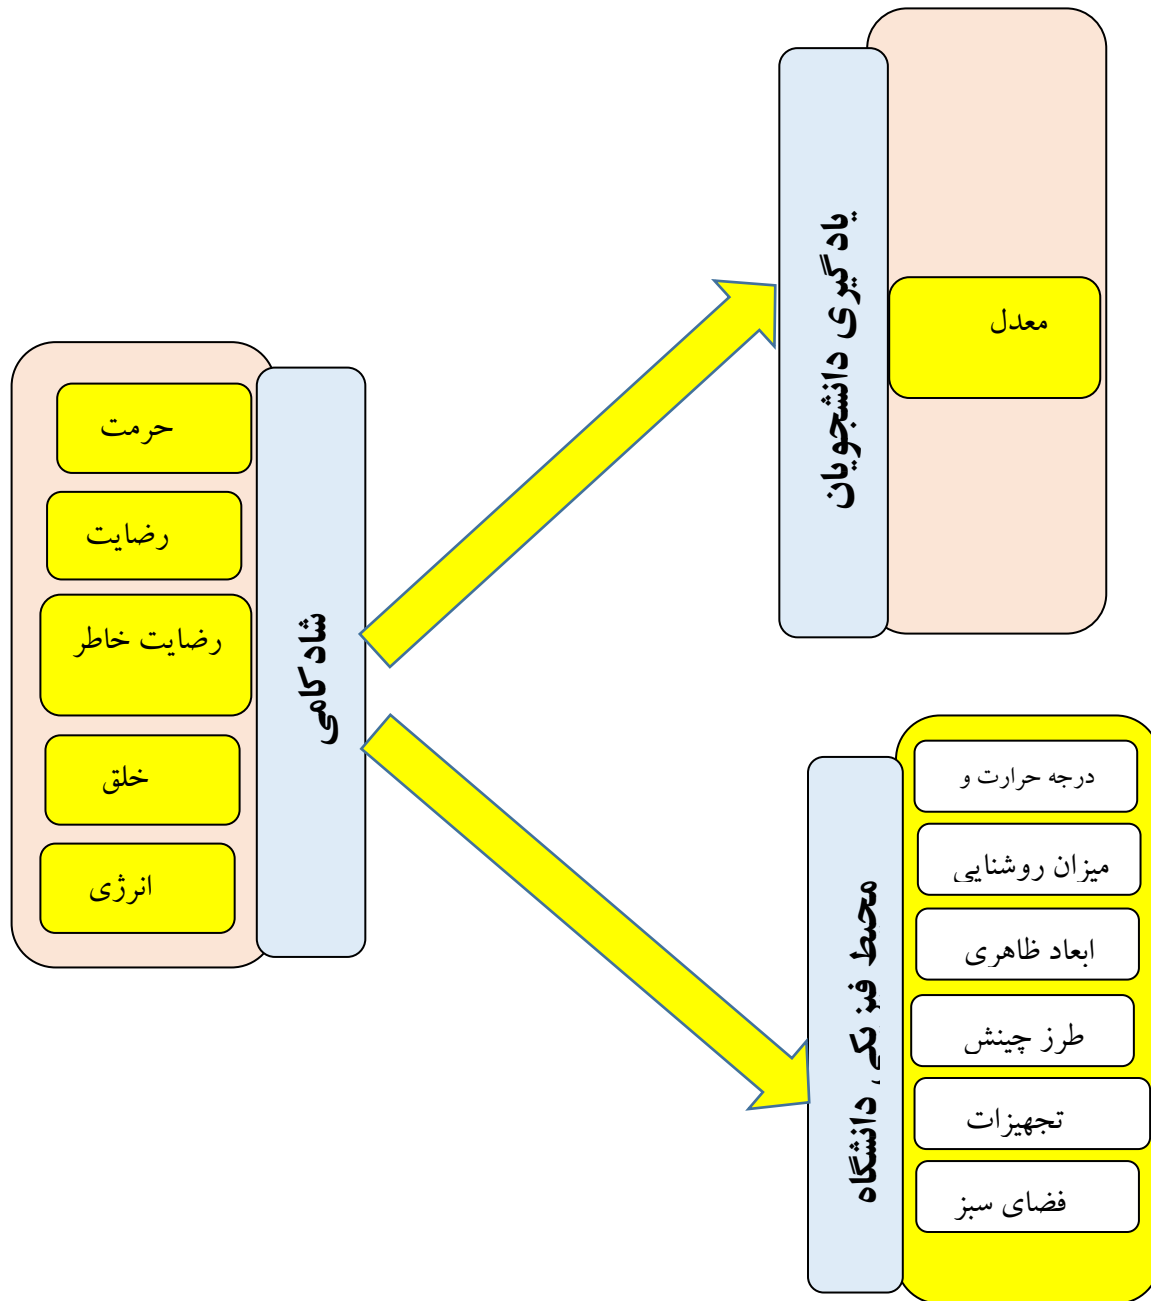 یادگیری دانشجویان
معدل
شادکامی
حرمت
رضایت
رضایت خاطر
خلق
انرژی
محیط فیزیکی دانشگاه
درجه حرارت و
میزان روشنایی
ابعاد ظاهری
طرز چینش
تجهیزات
فضای سبز